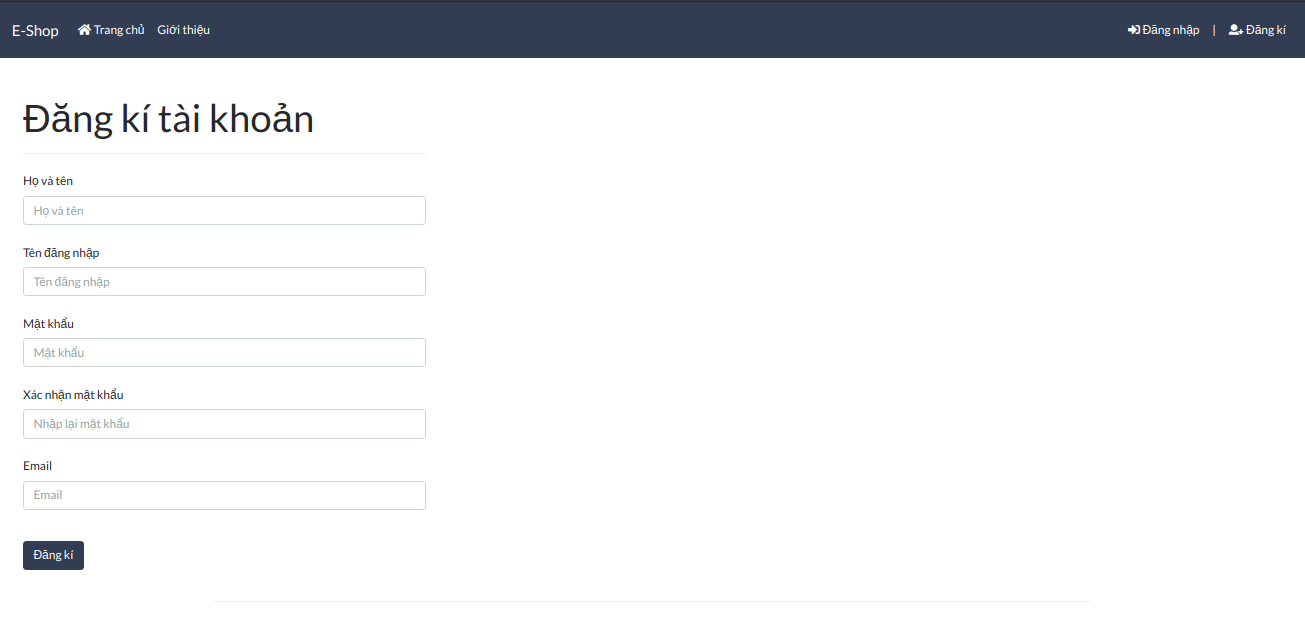 E-Shop Trang chủ Giới thiệu Đăng nhập | Đăng kí
Đăng kí tài khoản
Họ và tên
Họ và tên
Tên đăng nhập
Tên đăng nhập
Mật khẩu
Mật khẩu
Xác nhận mật khẩu
Nhập lại mật khẩu
Email
Email
Đăng kí